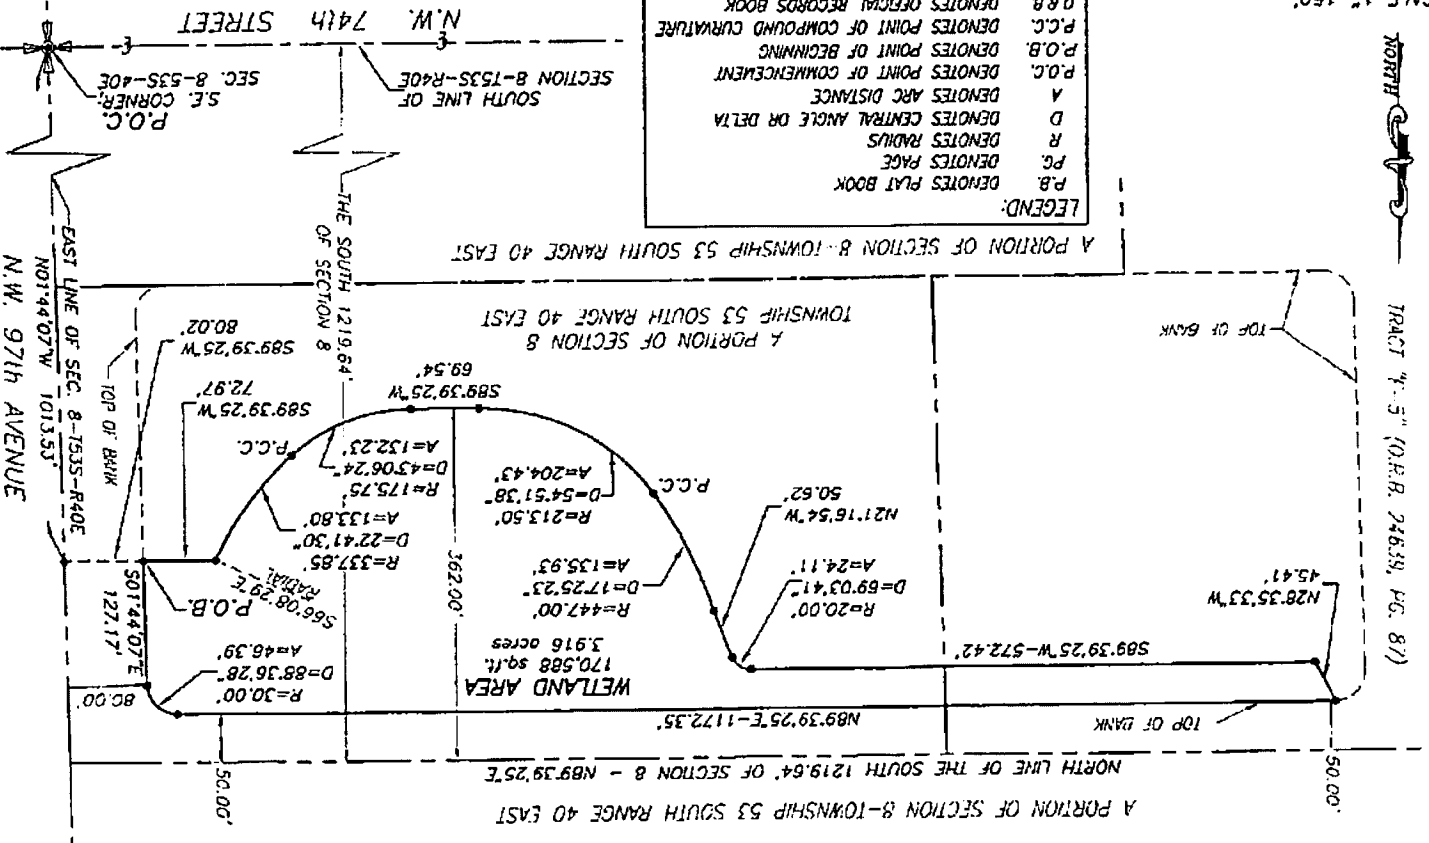 A PORTION OF SECTION 8-TOWNSHIP 53 SOUTH RANGE 40 EAST
NORTH LINE OF THE SOUTH 1219.64' OF SECTION 8 - N89°39'25"E
50.00'
50.00'
TOP OF BANK
N89°39'25"E-1172.35'
80.00'
S89°39'25"W-572.42'
N28°35'33"W
45.41'
WETLAND AREA
170,588 sq.ft.
3.916 acres
R=30.00'
D=88°36'28"
A=46.39'
S01°44'07"E
127.17'
R=20.00'
D=69°03'41"
A=24.11'
R=447.00'
D=17°25'23"
A=135.93'
P.O.B.
S66°08'29"E
RADIAL
N21°16'54"W
50.62'
362.00'
R=337.85'
D=22°41'30"
A=133.80'
R=213.50'
D=54°51'38"
A=204.43'
P.C.C.
R=175.75'
D=43°06'24"
A=132.23'
P.C.C.
S89°39'25"W
69.54'
S89°39'25"W
72.97'
S89°39'25"W
80.02'
TOP OF BANK
TOP OF BANK
A PORTION OF SECTION 8
TOWNSHIP 53 SOUTH RANGE 40 EAST
TRACT "F-5" (O.R.B. 24639, PG. 87)
THE SOUTH 1219.64'
OF SECTION 8
EAST LINE OF SEC. 8-T53S-R40E
N01°44'07"W 1013.53'
N.W. 97th AVENUE
A PORTION OF SECTION 8-TOWNSHIP 53 SOUTH RANGE 40 EAST
NORTH
LEGEND:
P.B. DENOTES PLAT BOOK
PG. DENOTES PAGE
R DENOTES RADIUS
D DENOTES CENTRAL ANGLE OR DELTA
A DENOTES ARC DISTANCE
P.O.C. DENOTES POINT OF COMMENCEMENT
P.O.B. DENOTES POINT OF BEGINNING
P.C.C. DENOTES POINT OF COMPOUND CURVATURE
O.R.B. DENOTES OFFICIAL RECORDS BOOK
SOUTH LINE OF
SECTION 8-T53S-R40E
P.O.C.
S.E. CORNER;
SEC. 8-53S-40E
N.W. 74th STREET